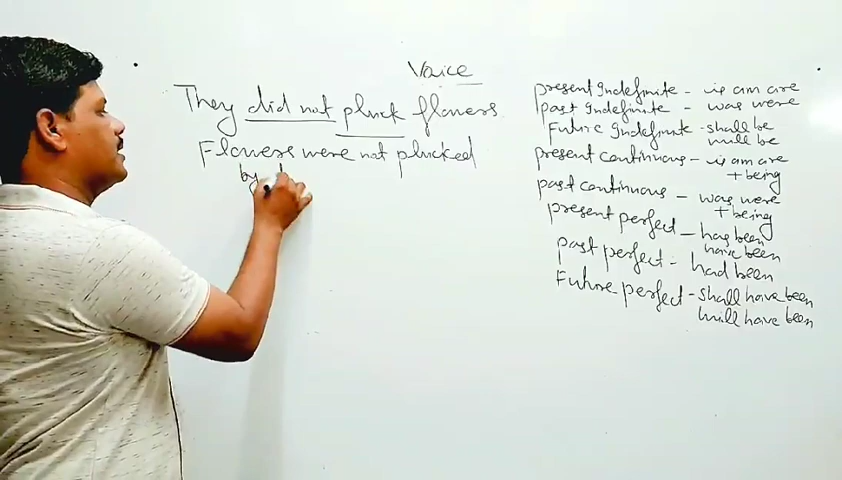 Voice
They did not pluck flowers.
Flowers were not plucked
by
present Indefinite - is am are
past Indefinite - was were
Future Indefinite - shall be
will be
present continuous - is am are
+ being
past continuous - was were
+ being
present perfect - has been
have been
past perfect - had been
Future perfect - shall have been
will have been